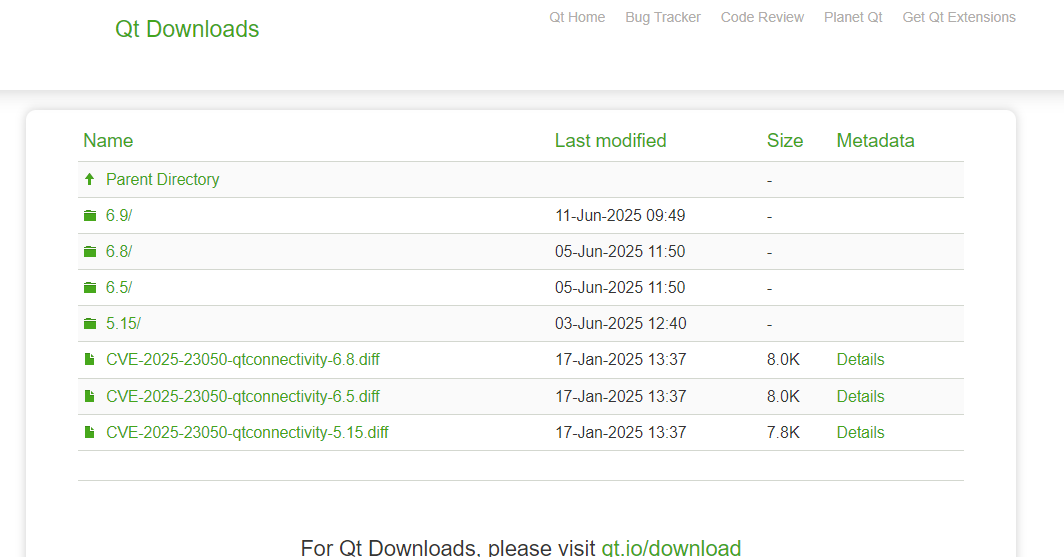 Qt Downloads
Qt Home Bug Tracker Code Review Planet Qt Get Qt Extensions
Name Last modified Size Metadata
Parent Directory -
6.9/ 11-Jun-2025 09:49 -
6.8/ 05-Jun-2025 11:50 -
6.5/ 05-Jun-2025 11:50 -
5.15/ 03-Jun-2025 12:40 -
CVE-2025-23050-qtconnectivity-6.8.diff 17-Jan-2025 13:37 8.0K Details
CVE-2025-23050-qtconnectivity-6.5.diff 17-Jan-2025 13:37 8.0K Details
CVE-2025-23050-qtconnectivity-5.15.diff 17-Jan-2025 13:37 7.8K Details
For Qt Downloads, please visit qt.io/download